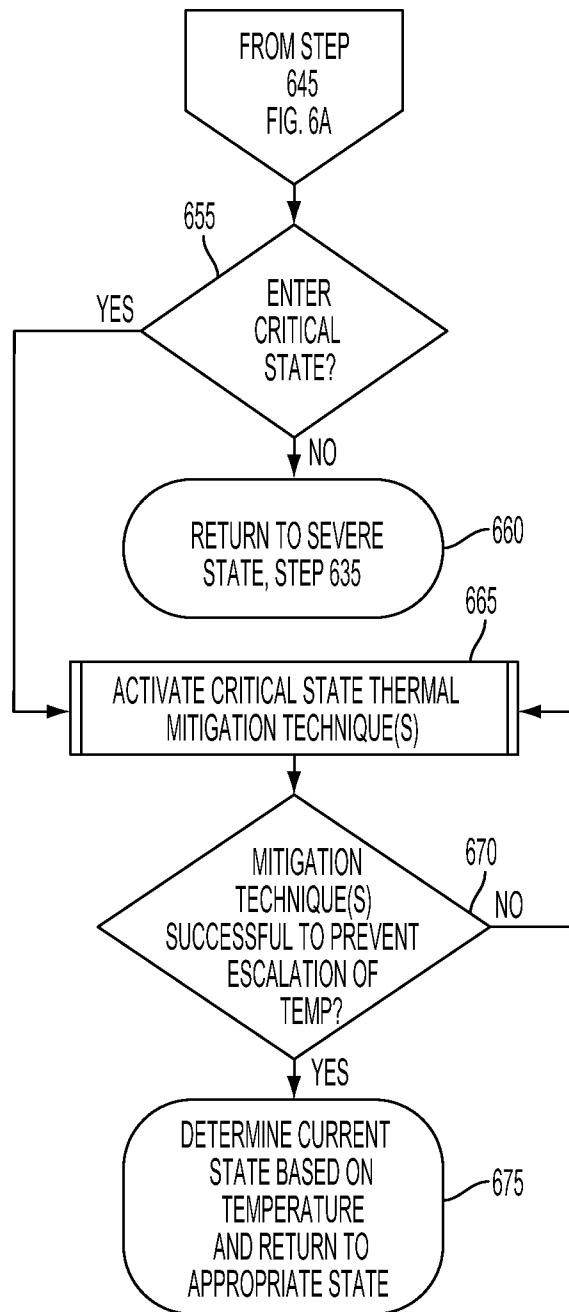 FROM STEP
645
FIG. 6A
655
YES
ENTER
CRITICAL
STATE?
NO
RETURN TO SEVERE
STATE, STEP 635
660
665
ACTIVATE CRITICAL STATE THERMAL
MITIGATION TECHNIQUE(S)
MITIGATION
TECHNIQUE(S)
SUCCESSFUL TO PREVENT
ESCALATION OF
TEMP?
670
NO
YES
DETERMINE CURRENT
STATE BASED ON
TEMPERATURE
AND RETURN TO
APPROPRIATE STATE
675